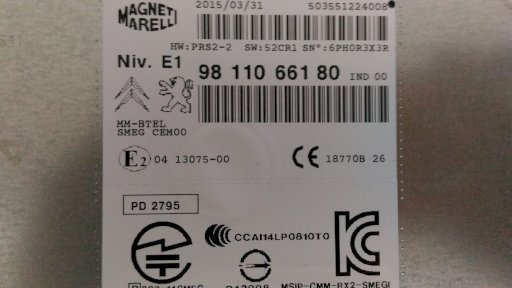 MAGNETI
MARELLI
2015/03/31 503551224008
HW:PRS2-2 SW:52CR1 SN°:6PH0R3X3R
Niv. E1 98 110 661 80 IND 00
MM-BTEL
SMEG CEM00
E2 04 13075-00 CE 18770B 26
PD 2795
CCAI14LP0810T0
MSIP-CMM-RX2-SMEGI